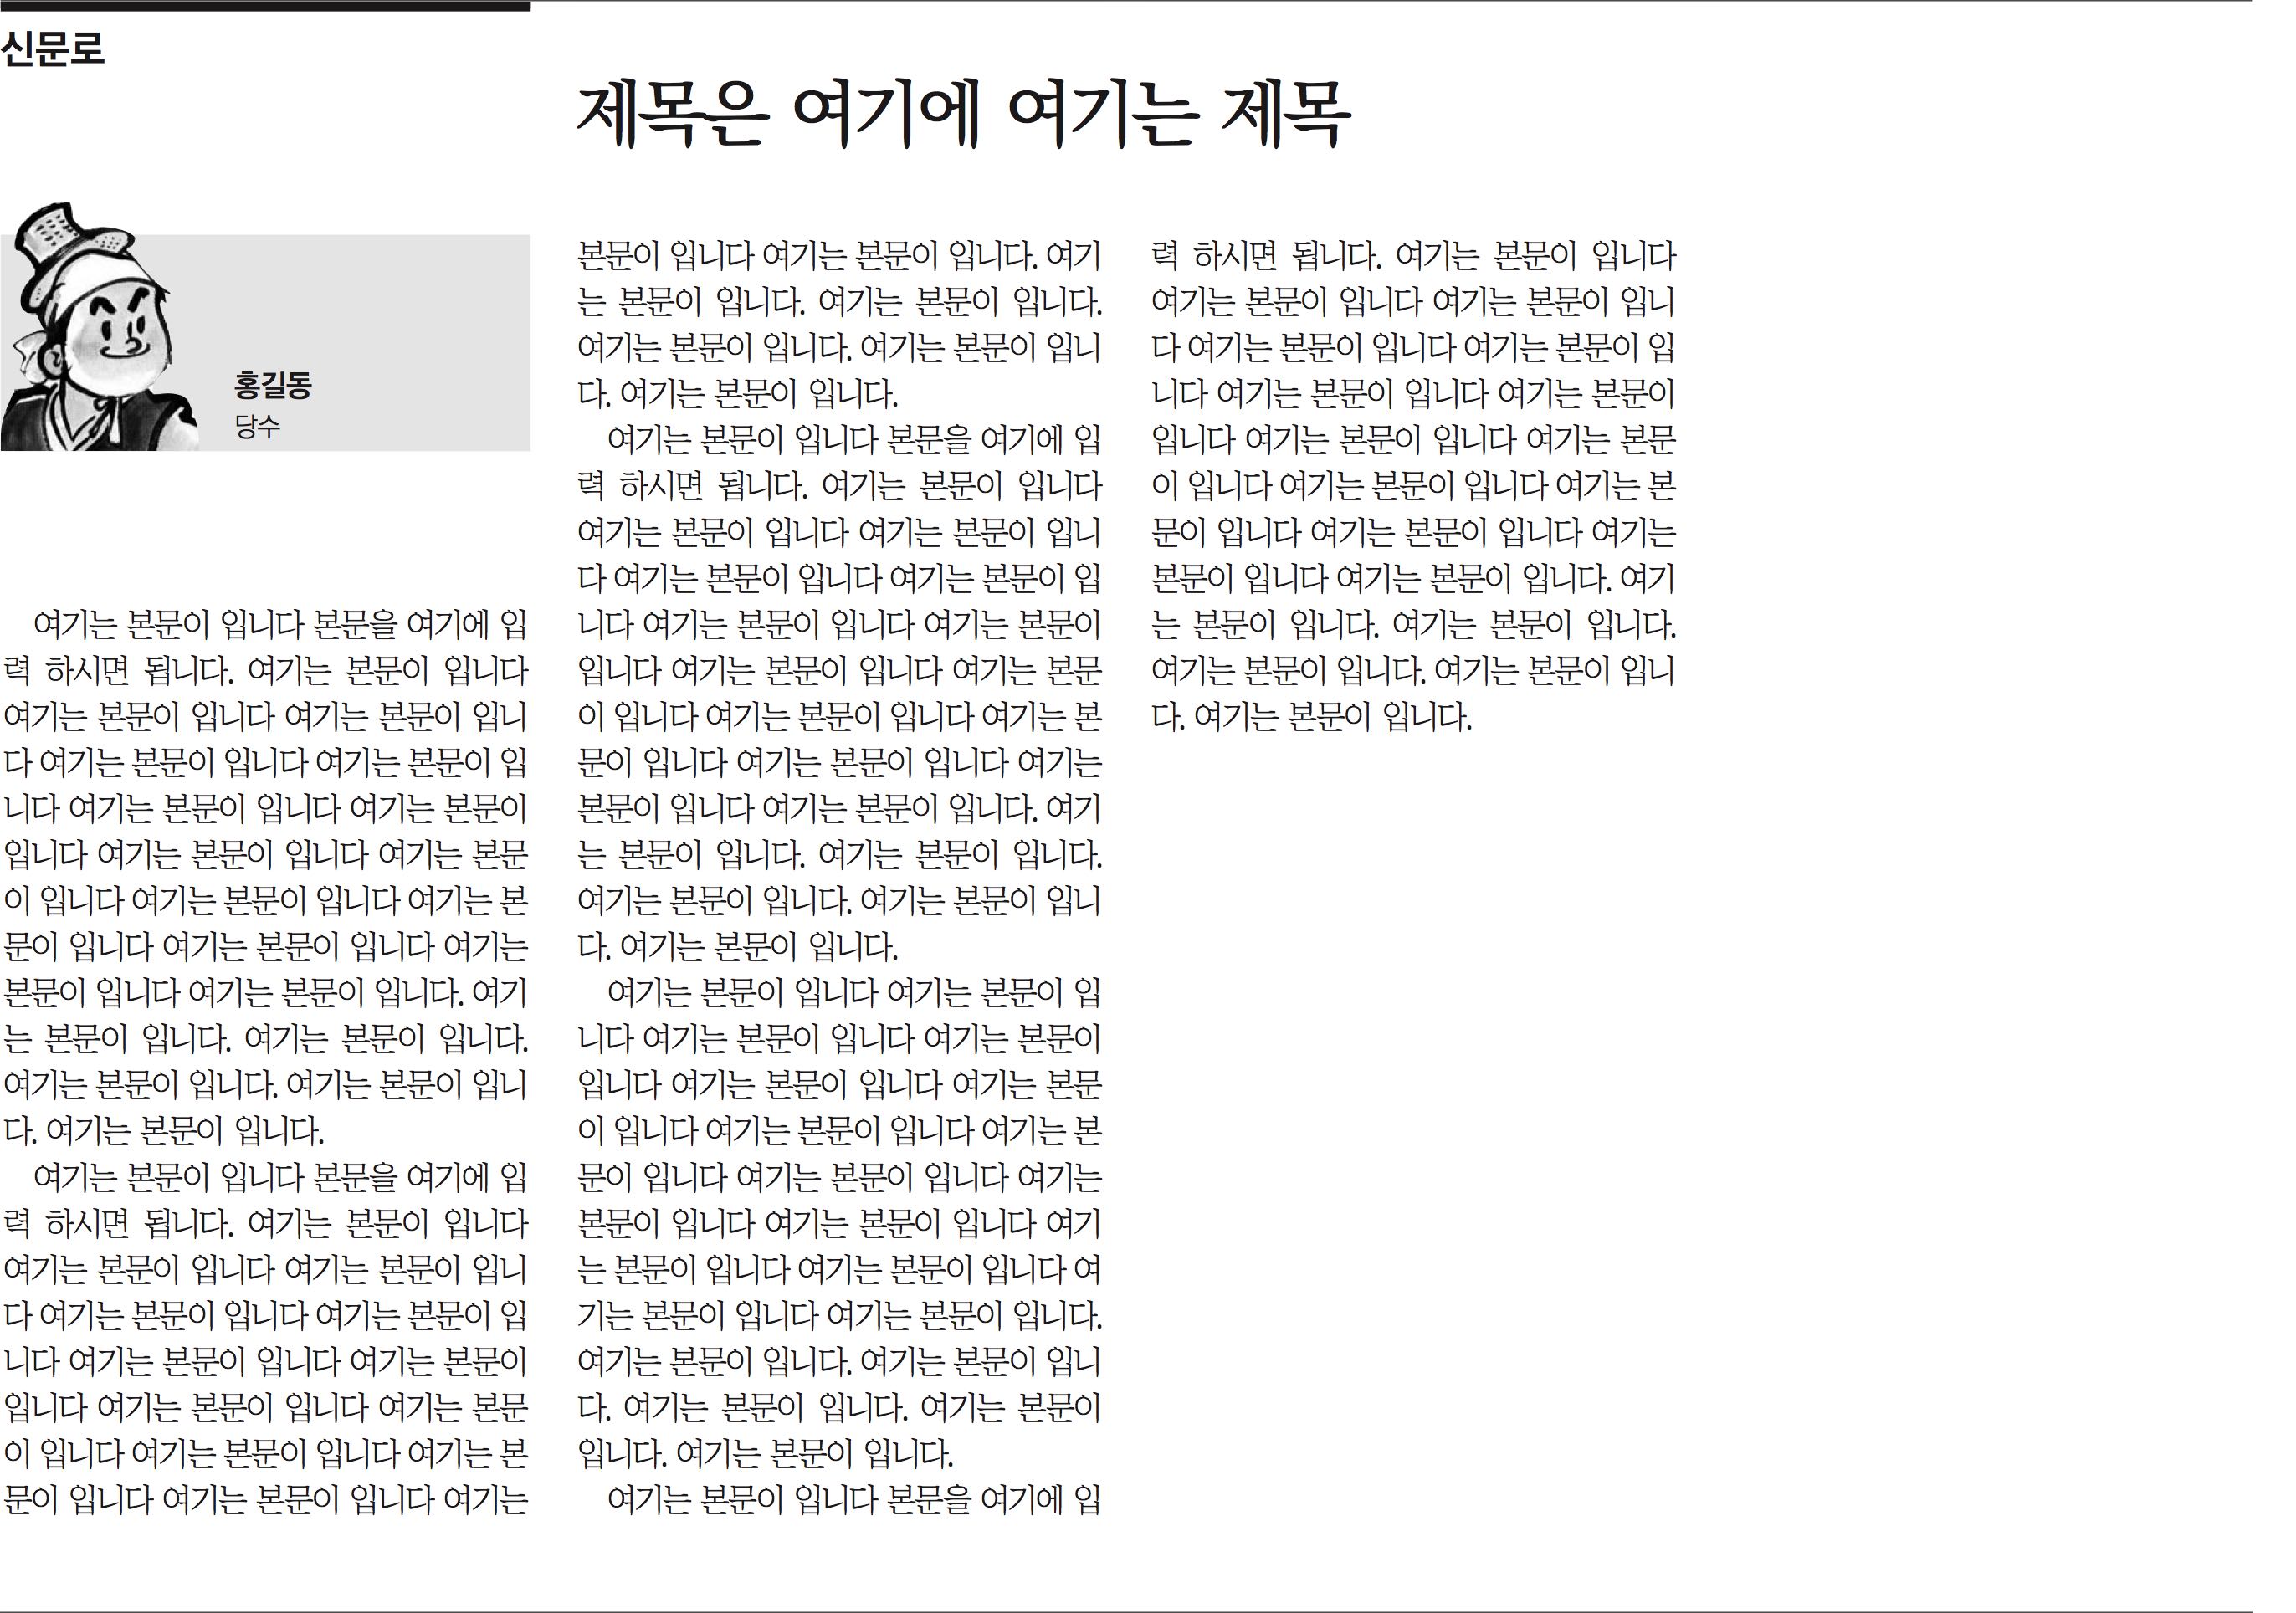 신문로
제목은 여기에 여기는 제목
홍길동
당수
여기는 본문이 입니다 본문을 여기에 입
력 하시면 됩니다. 여기는 본문이 입니다
여기는 본문이 입니다 여기는 본문이 입니
다 여기는 본문이 입니다 여기는 본문이 입
니다 여기는 본문이 입니다 여기는 본문이
입니다 여기는 본문이 입니다 여기는 본문
이 입니다 여기는 본문이 입니다 여기는 본
문이 입니다 여기는 본문이 입니다 여기는
본문이 입니다 여기는 본문이 입니다. 여기
는 본문이 입니다. 여기는 본문이 입니다.
여기는 본문이 입니다. 여기는 본문이 입니
다. 여기는 본문이 입니다.
여기는 본문이 입니다 본문을 여기에 입
력 하시면 됩니다. 여기는 본문이 입니다
여기는 본문이 입니다 여기는 본문이 입니
다 여기는 본문이 입니다 여기는 본문이 입
니다 여기는 본문이 입니다 여기는 본문이
입니다 여기는 본문이 입니다 여기는 본문
이 입니다 여기는 본문이 입니다 여기는 본
문이 입니다 여기는 본문이 입니다 여기는
본문이 입니다 여기는 본문이 입니다. 여기
는 본문이 입니다. 여기는 본문이 입니다.
여기는 본문이 입니다. 여기는 본문이 입니
다. 여기는 본문이 입니다.
여기는 본문이 입니다 본문을 여기에 입
력 하시면 됩니다. 여기는 본문이 입니다
여기는 본문이 입니다 여기는 본문이 입니
다 여기는 본문이 입니다 여기는 본문이 입
니다 여기는 본문이 입니다 여기는 본문이
입니다 여기는 본문이 입니다 여기는 본문
이 입니다 여기는 본문이 입니다 여기는 본
문이 입니다 여기는 본문이 입니다 여기는
본문이 입니다 여기는 본문이 입니다. 여기
는 본문이 입니다. 여기는 본문이 입니다.
여기는 본문이 입니다. 여기는 본문이 입니
다. 여기는 본문이 입니다.
여기는 본문이 입니다 여기는 본문이 입
니다 여기는 본문이 입니다 여기는 본문이
입니다 여기는 본문이 입니다 여기는 본문
이 입니다 여기는 본문이 입니다 여기는 본
문이 입니다 여기는 본문이 입니다 여기는
본문이 입니다 여기는 본문이 입니다 여기
는 본문이 입니다 여기는 본문이 입니다 여
기는 본문이 입니다 여기는 본문이 입니다.
여기는 본문이 입니다. 여기는 본문이 입니
다. 여기는 본문이 입니다. 여기는 본문이
입니다. 여기는 본문이 입니다.
여기는 본문이 입니다 본문을 여기에 입
력 하시면 됩니다. 여기는 본문이 입니다
여기는 본문이 입니다 여기는 본문이 입니
다 여기는 본문이 입니다 여기는 본문이 입
니다 여기는 본문이 입니다 여기는 본문이
입니다 여기는 본문이 입니다 여기는 본문
이 입니다 여기는 본문이 입니다 여기는 본
문이 입니다 여기는 본문이 입니다 여기는
본문이 입니다 여기는 본문이 입니다. 여기
는 본문이 입니다. 여기는 본문이 입니다.
여기는 본문이 입니다. 여기는 본문이 입니
다. 여기는 본문이 입니다.